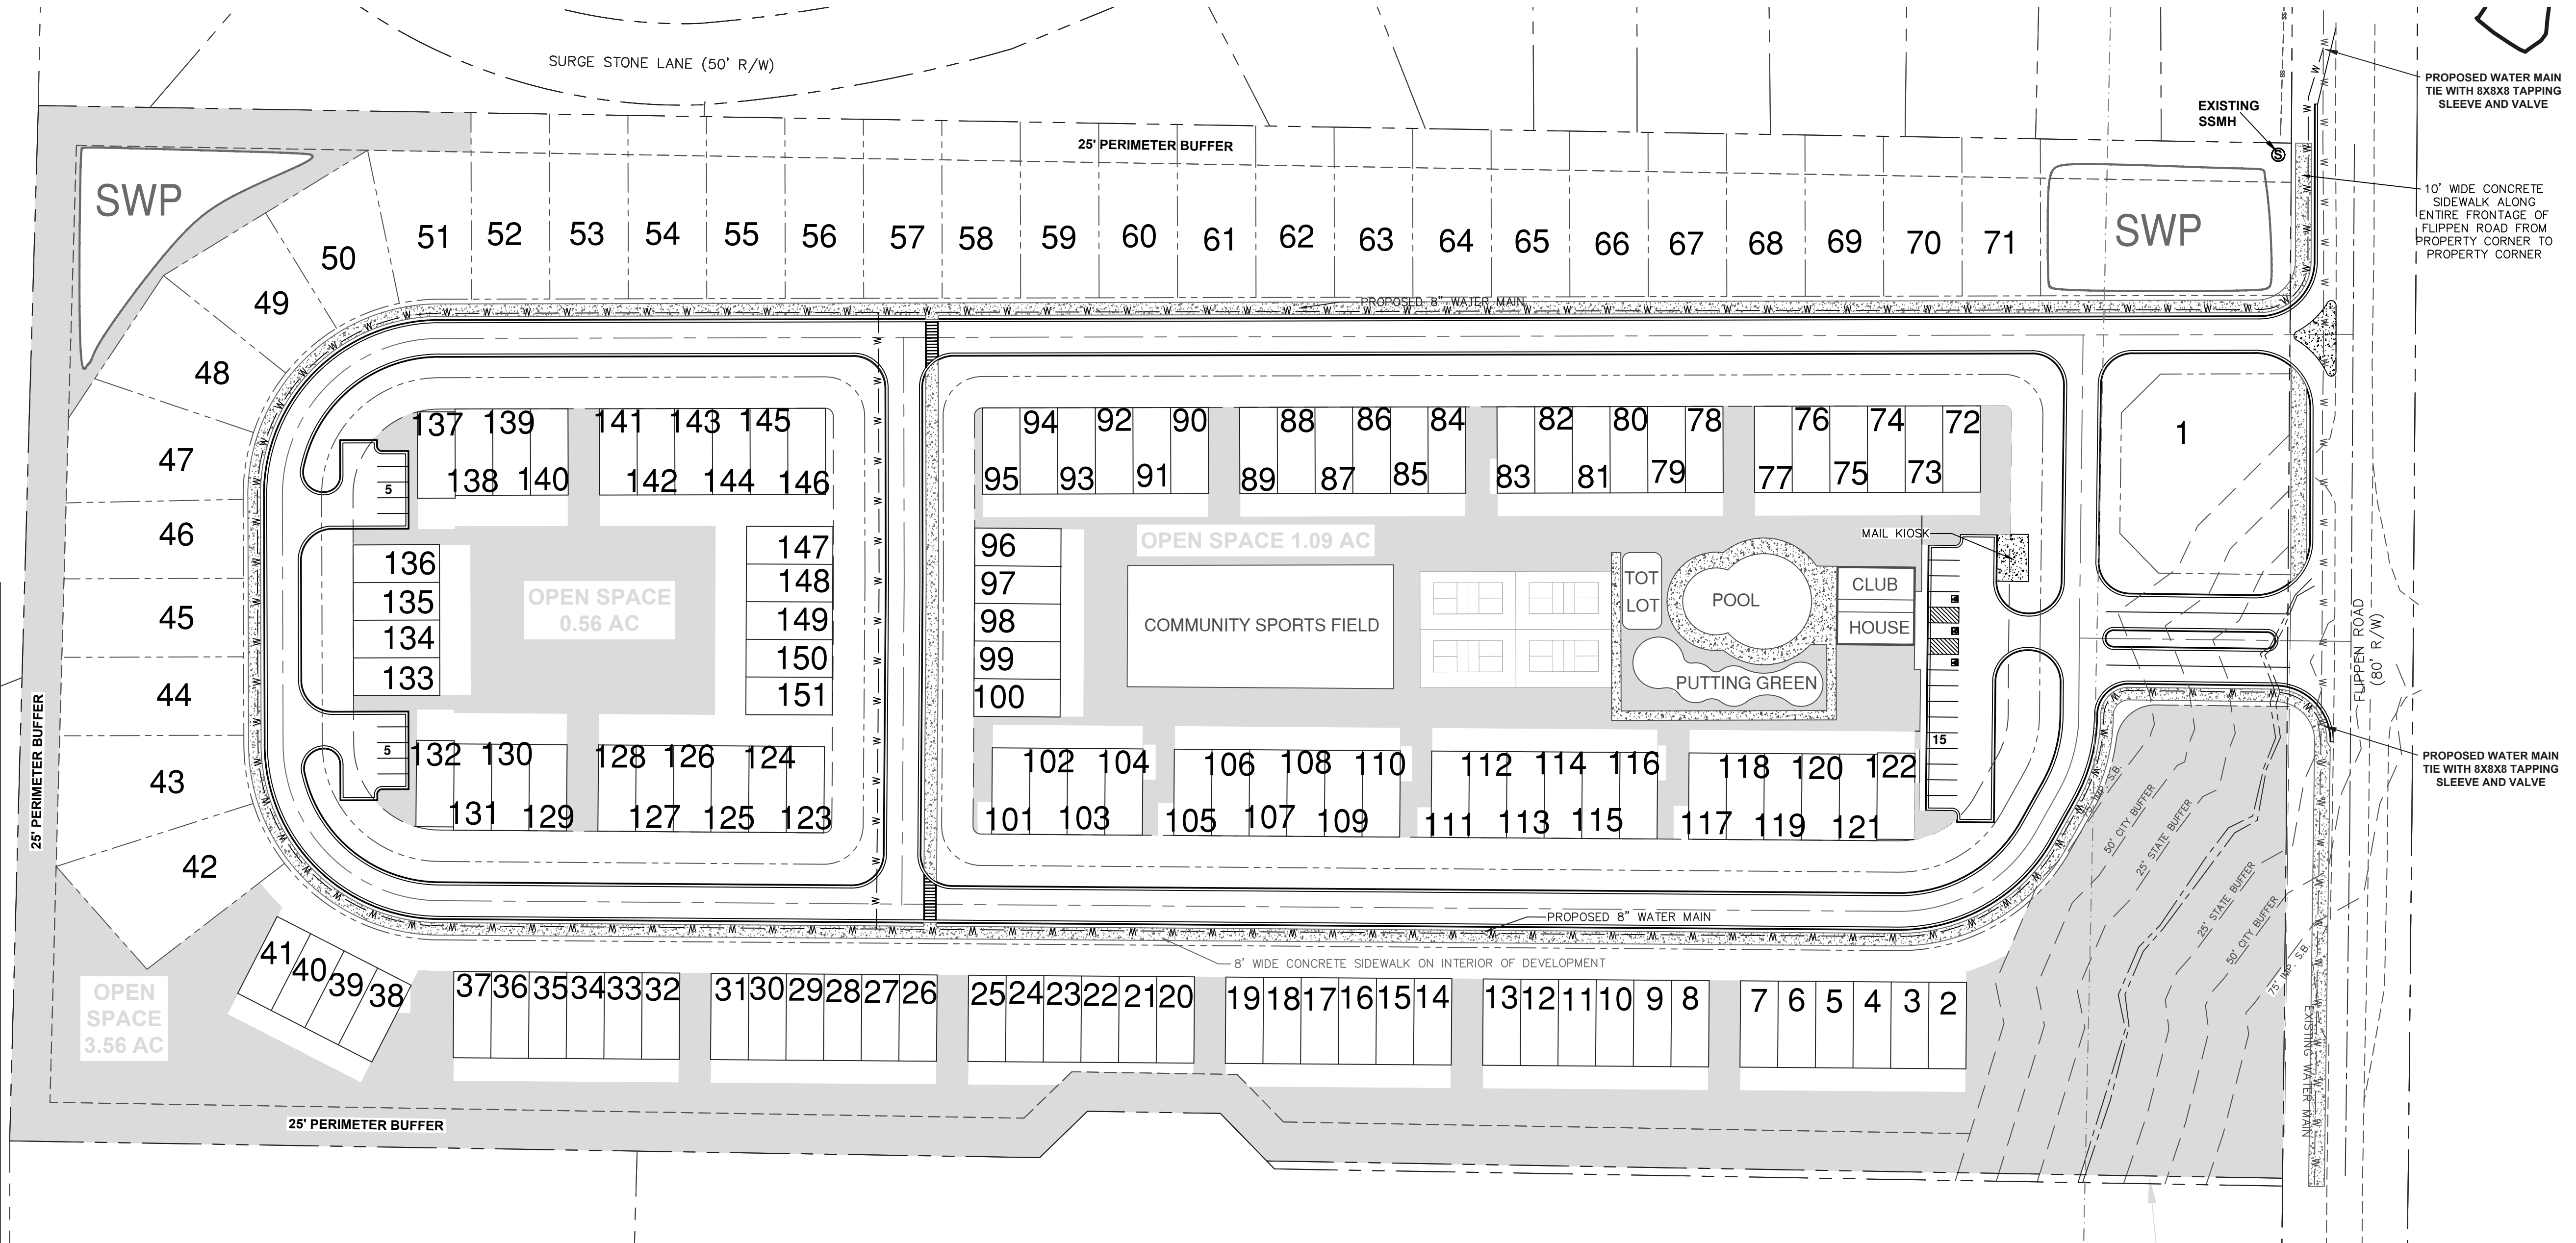 SURGE STONE LANE (50' R/W)
PROPOSED WATER MAIN
TIE WITH 8X8X8 TAPPING
SLEEVE AND VALVE
EXISTING
SSMH
10' WIDE CONCRETE
SIDEWALK ALONG
ENTIRE FRONTAGE OF
FLIPPEN ROAD FROM
PROPERTY CORNER TO
PROPERTY CORNER
25' PERIMETER BUFFER
SWP
SWP
S
51 52 53 54 55 56 57 58 59 60 61 62 63 64 65 66 67 68 69 70 71
50
49
48
47
46
45
44
43
42
PROPOSED 8" WATER MAIN
137 139 141 143 145
138 140 142 144 146
94 92 90 88 86 84 82 80 78 76 74 72
95 93 91 89 87 85 83 81 79 77 75 73
1
5
136
135
134
133
OPEN SPACE
0.56 AC
147
148
149
150
151
96
97
98
99
100
OPEN SPACE 1.09 AC
COMMUNITY SPORTS FIELD
TOT
LOT
POOL
CLUB
HOUSE
PUTTING GREEN
MAIL KIOSK
15
5
132 130 128 126 124
131 129 127 125 123
102 104 106 108 110 112 114 116 118 120 122
101 103 105 107 109 111 113 115 117 119 121
FLIPPEN ROAD
(80' R/W)
PROPOSED WATER MAIN
TIE WITH 8X8X8 TAPPING
SLEEVE AND VALVE
25' PERIMETER BUFFER
75' IMP. S.B.
50' CITY BUFFER
25' STATE BUFFER
25' STATE BUFFER
50' CITY BUFFER
75' IMP. S.B.
EXISTING WATER MAIN
PROPOSED 8" WATER MAIN
8' WIDE CONCRETE SIDEWALK ON INTERIOR OF DEVELOPMENT
OPEN
SPACE
3.56 AC
41 40 39 38
37 36 35 34 33 32 31 30 29 28 27 26 25 24 23 22 21 20 19 18 17 16 15 14 13 12 11 10 9 8 7 6 5 4 3 2
25' PERIMETER BUFFER